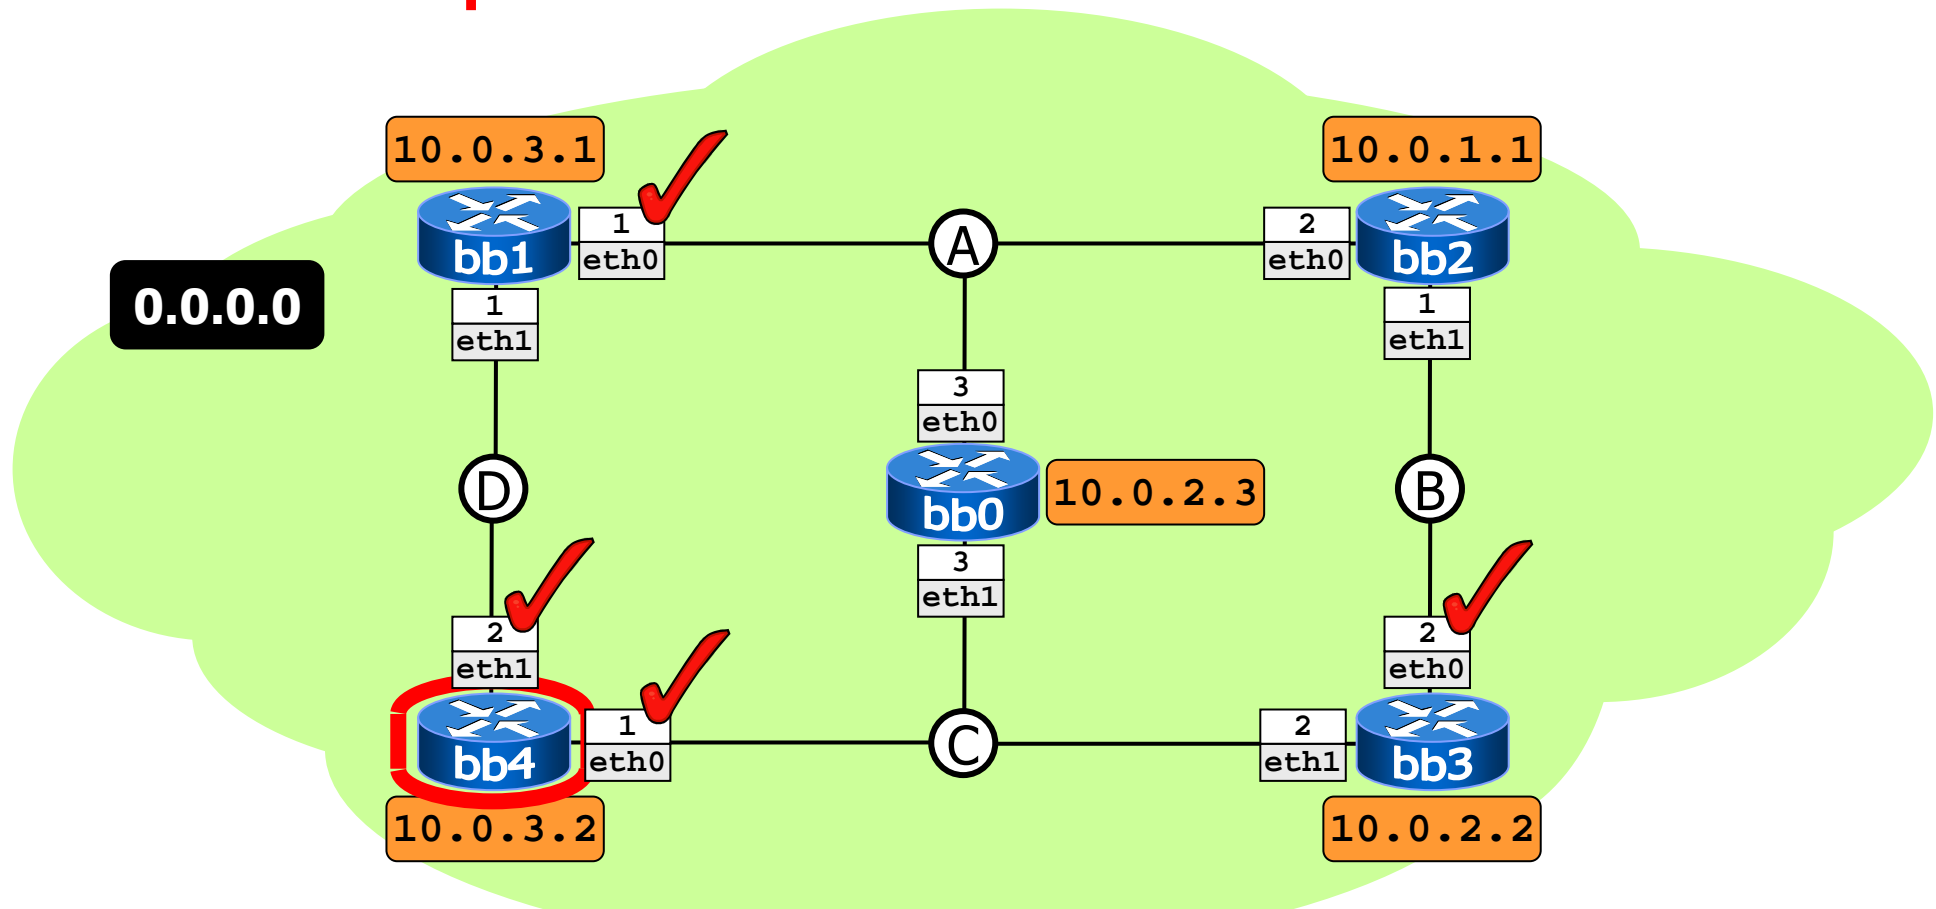 10.0.3.1
10.0.1.1
bb1
1
eth0
A
2
eth0
bb2
0.0.0.0
1
eth1
1
eth1
3
eth0
D
bb0
10.0.2.3
B
3
eth1
2
eth1
2
eth0
bb4
1
eth0
C
2
eth1
bb3
10.0.3.2
10.0.2.2